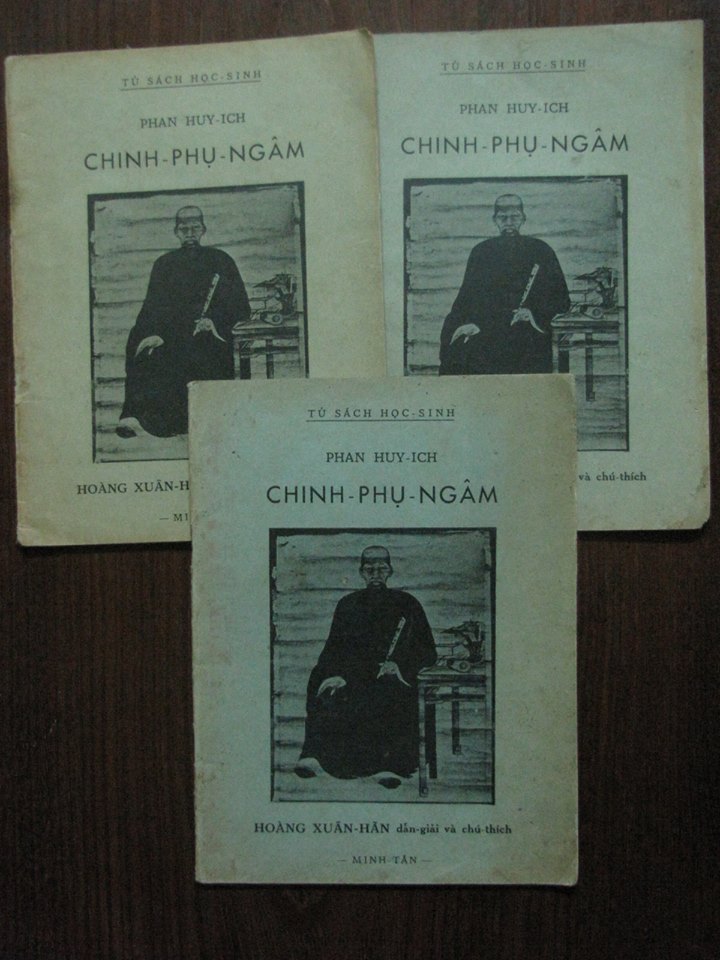 TỦ SÁCH HỌC-SINH
PHAN HUY-ICH
CHINH-PHỤ-NGÂM
HOÀNG XUÂN-H
— MI
TỦ SÁCH HỌC-SINH
PHAN HUY-ICH
CHINH-PHỤ-NGÂM
và chú-thích
TỦ SÁCH HỌC-SINH
PHAN HUY-ICH
CHINH-PHỤ-NGÂM
HOÀNG XUÂN-HÃN dẫn-giải và chú-thích
— MINH TÂN —